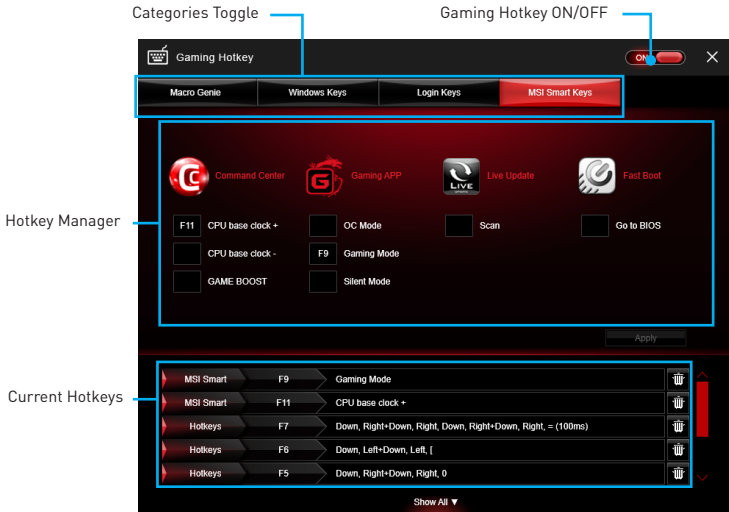 Categories Toggle
Gaming Hotkey ON/OFF
Gaming Hotkey
ON
Macro Genie
Windows Keys
Login Keys
MSI Smart Keys
Hotkey Manager
Command Center
Gaming APP
LIVE
Live Update
Fast Boot
F11 CPU base clock +
OC Mode
Scan
Go to BIOS
CPU base clock -
F9 Gaming Mode
GAME BOOST
Silent Mode
Apply
Current Hotkeys
MSI Smart F9 Gaming Mode
MSI Smart F11 CPU base clock +
Hotkeys F7 Down, Right+Down, Right, Down, Right+Down, Right, = (100ms)
Hotkeys F6 Down, Left+Down, Left, [
Hotkeys F5 Down, Right+Down, Right, 0
Show All ▼